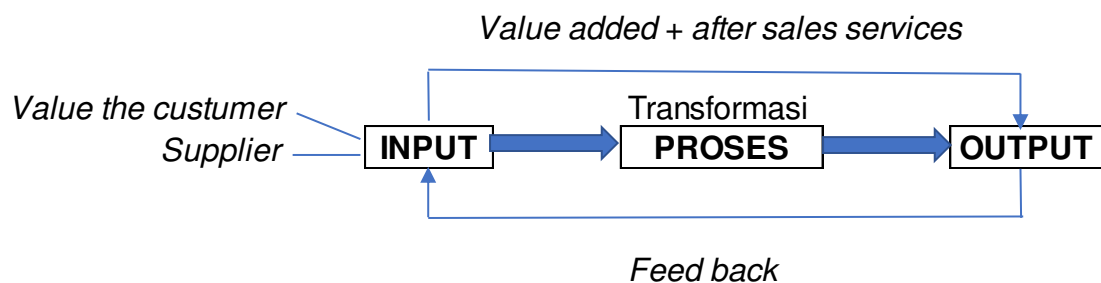 Value added + after sales services
Value the custumer
Supplier
Transformasi
INPUT
PROSES
OUTPUT
Feed back